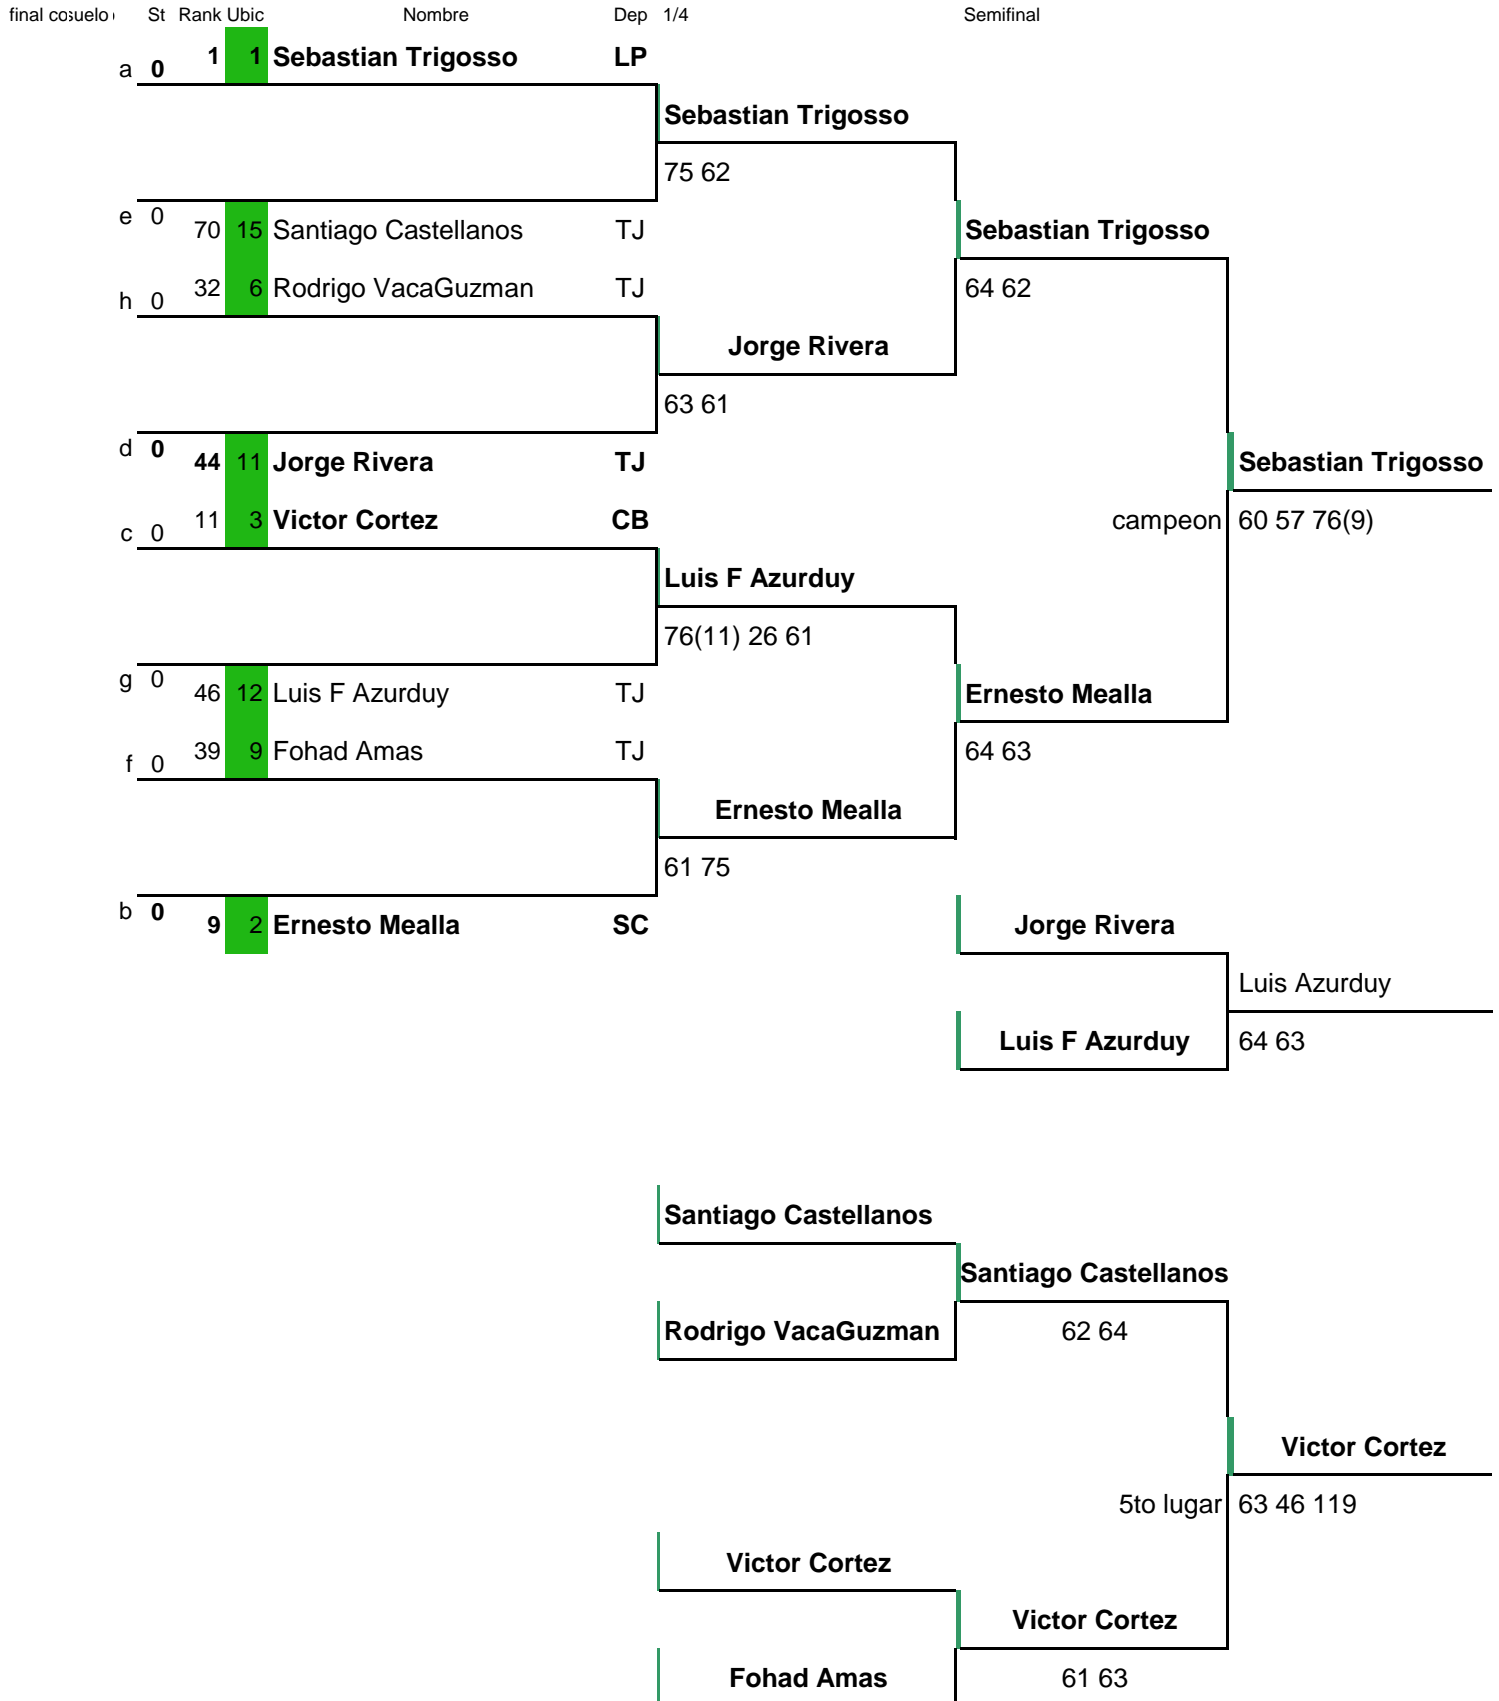 final cosuelo St Rank Ubic Nombre Dep 1/4 Semifinal
a 0 1 1 Sebastian Trigosso LP
Sebastian Trigosso
75 62
e 0 70 15 Santiago Castellanos TJ
Sebastian Trigosso
h 0 32 6 Rodrigo VacaGuzman TJ
64 62
Jorge Rivera
63 61
d 0 44 11 Jorge Rivera TJ
Sebastian Trigosso
c 0 11 3 Victor Cortez CB
campeon 60 57 76(9)
Luis F Azurduy
76(11) 26 61
g 0 46 12 Luis F Azurduy TJ
Ernesto Mealla
f 0 39 9 Fohad Amas TJ
64 63
Ernesto Mealla
61 75
b 0 9 2 Ernesto Mealla SC
Jorge Rivera
Luis Azurduy
Luis F Azurduy 64 63
Santiago Castellanos
Santiago Castellanos
Rodrigo VacaGuzman 62 64
Victor Cortez
5to lugar 63 46 119
Victor Cortez
Victor Cortez
Fohad Amas 61 63